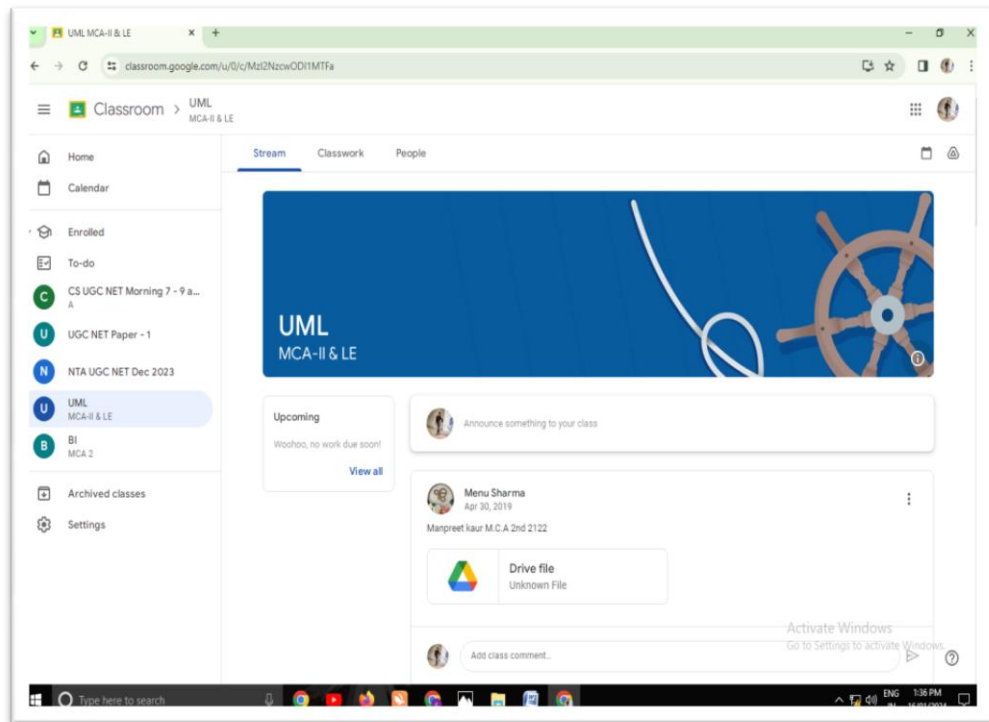 UML MCA-II & LE
classroom.google.com/u/0/c/MzI2NzcwODI1MTFa
Classroom > UML
MCA-II & LE
Home
Calendar
Enrolled
To-do
C CS UGC NET Morning 7 - 9 a...
A
U UGC NET Paper - 1
N NTA UGC NET Dec 2023
U UML
MCA-II & LE
B BI
MCA 2
Archived classes
Settings
Stream Classwork People
UML
MCA-II & LE
Upcoming
Woohoo, no work due soon!
View all
Announce something to your class
Menu Sharma
Apr 30, 2019
Manpreet kaur M.C.A 2nd 2122
Drive file
Unknown File
Add class comment...
Activate Windows
Go to Settings to activate Windows.
Type here to search
ENG 1:36 PM
IN 16/01/2024